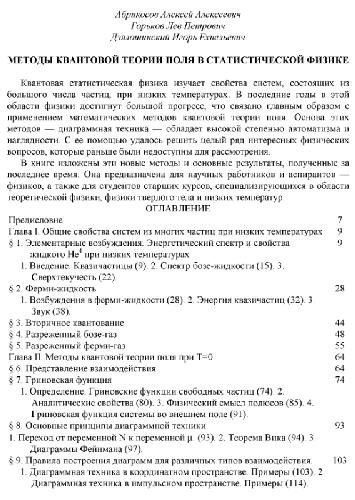 Абрикосов Алексей Алексеевич
Горьков Лев Петрович
Дзялошинский Игорь Ехиельевич
МЕТОДЫ КВАНТОВОЙ ТЕОРИИ ПОЛЯ В СТАТИСТИЧЕСКОЙ ФИЗИКЕ
Квантовая статистическая физика изучает свойства систем, состоящих из
большого числа частиц, при низких температурах. В последние годы в этой
области физики достигнут большой прогресс, что связано главным образом с
применением математических методов квантовой теории поля. Основа этих
методов — диаграммная техника — обладает высокой степенью автоматизма и
наглядности. С ее помощью удалось решить целый ряд интересных физических
вопросов, которые ранее были недоступны для рассмотрения.
В книге изложены эти новые методы и основные результаты, полученные за
последнее время. Она предназначена для научных работников и аспирантов —
физиков, а также для студентов старших курсов, специализирующихся в области
теоретической физики, физики твердого тела и низких температур
ОГЛАВЛЕНИЕ
Предисловие 7
Глава I. Общие свойства систем из многих частиц при низких температурах 9
§ 1. Элементарные возбуждения. Энергетический спектр и свойства 9
жидкого He⁴ при низких температурах
1. Введение. Квазичастицы (9). 2. Спектр бозе-жидкости (15). 3.
Сверхтекучесть (22).
§ 2. Ферми-жидкость 28
1. Возбуждения в ферми-жидкости (28). 2. Энергия квазичастиц (32). 3
Звук (38).
§ 3. Вторичное квантование 44
§ 4. Разреженный бозе-газ 48
§ 5. Разреженный ферми-газ 55
Глава II. Методы квантовой теории поля при T=0 64
§ 6. Представление взаимодействия 64
§ 7. Гриновская функция 74
1. Определение. Гриновские функции свободных частиц (74). 2.
Аналитические свойства (80). 3. Физический смысл полюсов (85). 4.
Гриновская функция системы во внешнем поле (91).
§ 8. Основные принципы диаграммной техники 93
1. Переход от переменной N к переменной μ. (93). 2. Теорема Вика (94). 3.
Диаграммы Фейнмана (97).
§ 9. Правила построения диаграмм для различных типов взаимодействия. 103
1. Диаграммная техника в координатном пространстве. Примеры (103). 2
Диаграммная техника в импульсном пространстве. Примеры (114).